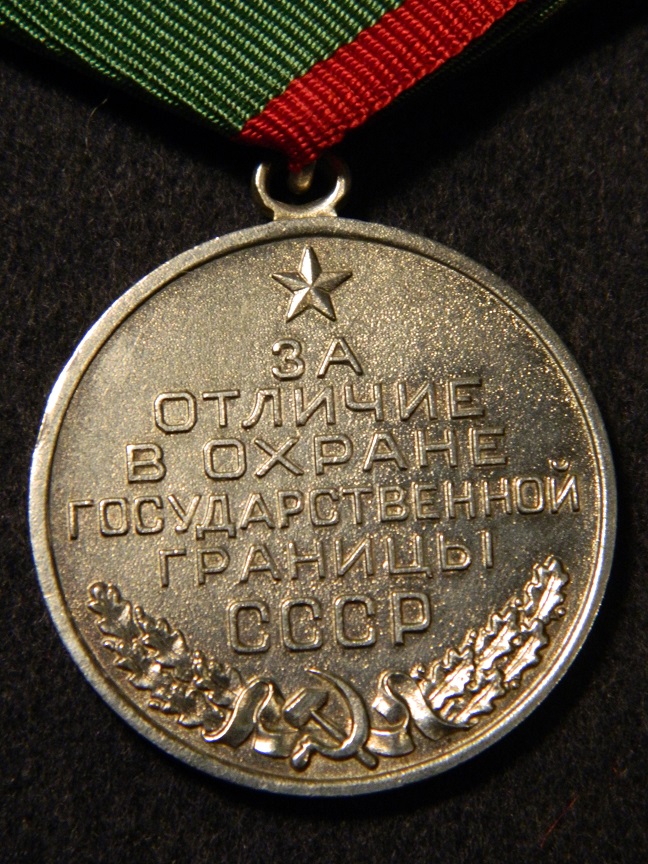 ЗА
ОТЛИЧИЕ
В ОХРАНЕ
ГОСУДАРСТВЕННОЙ
ГРАНИЦЫ
СССР